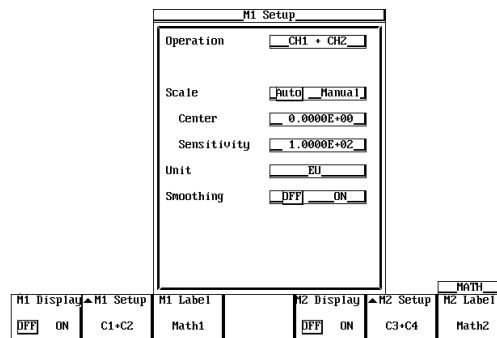 M1 Setup
Operation CH1 + CH2
Scale Auto Manual
Center 0.0000E+00
Sensitivity 1.0000E+02
Unit EU
Smoothing OFF ON
MATH
M1 Display ▲M1 Setup M1 Label M2 Display ▲M2 Setup M2 Label
OFF ON C1+C2 Math1 OFF ON C3+C4 Math2